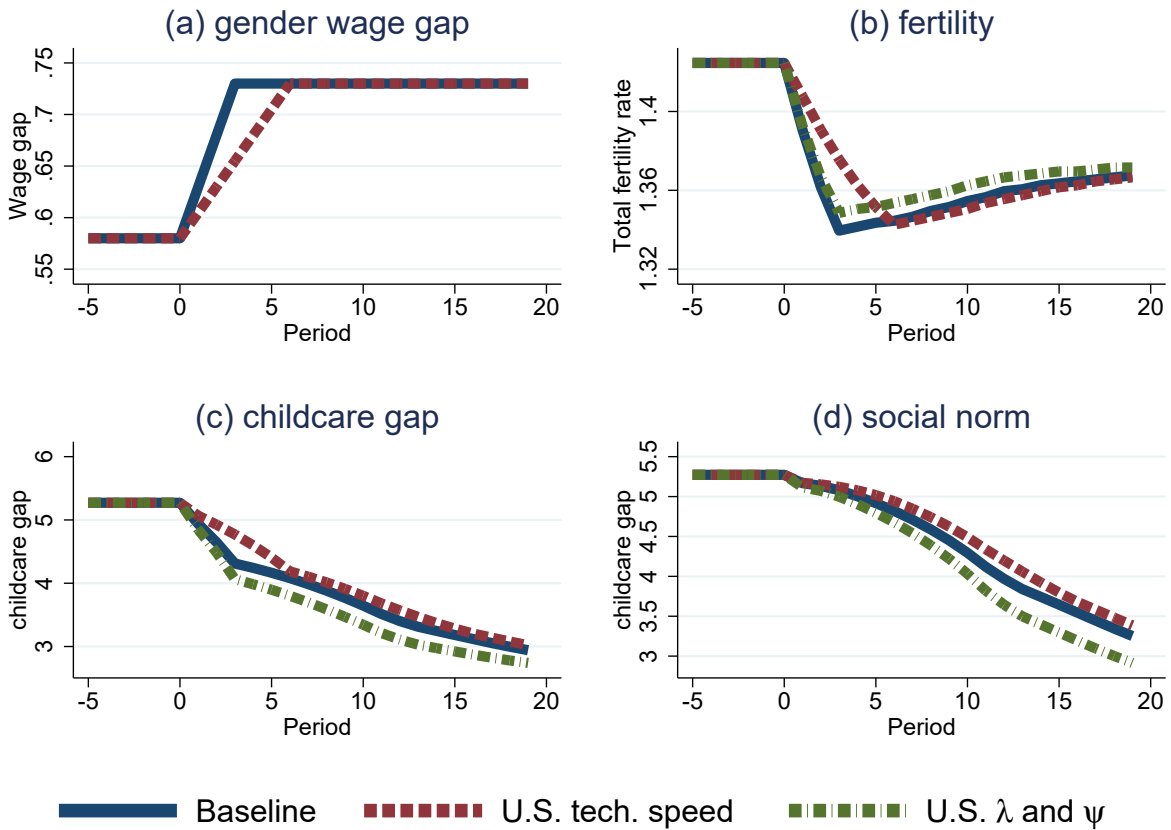 (a) gender wage gap
Wage gap
.75
.7
.65
.6
.55
-5 0 5 10 15 20
Period
(b) fertility
Total fertility rate
1.4
1.36
1.32
-5 0 5 10 15 20
Period
(c) childcare gap
childcare gap
6
5
4
3
-5 0 5 10 15 20
Period
(d) social norm
childcare gap
5.5
5
4.5
4
3.5
3
-5 0 5 10 15 20
Period
Baseline U.S. tech. speed U.S. λ and ψ